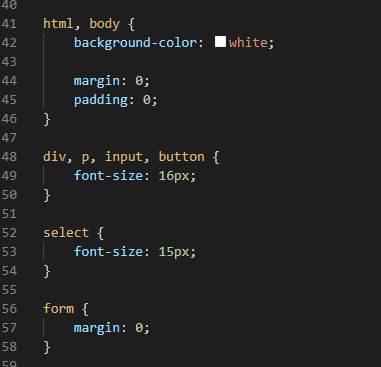 40
41 html, body {
42     background-color: white;
43
44     margin: 0;
45     padding: 0;
46 }
47
48 div, p, input, button {
49     font-size: 16px;
50 }
51
52 select {
53     font-size: 15px;
54 }
55
56 form {
57     margin: 0;
58 }
59